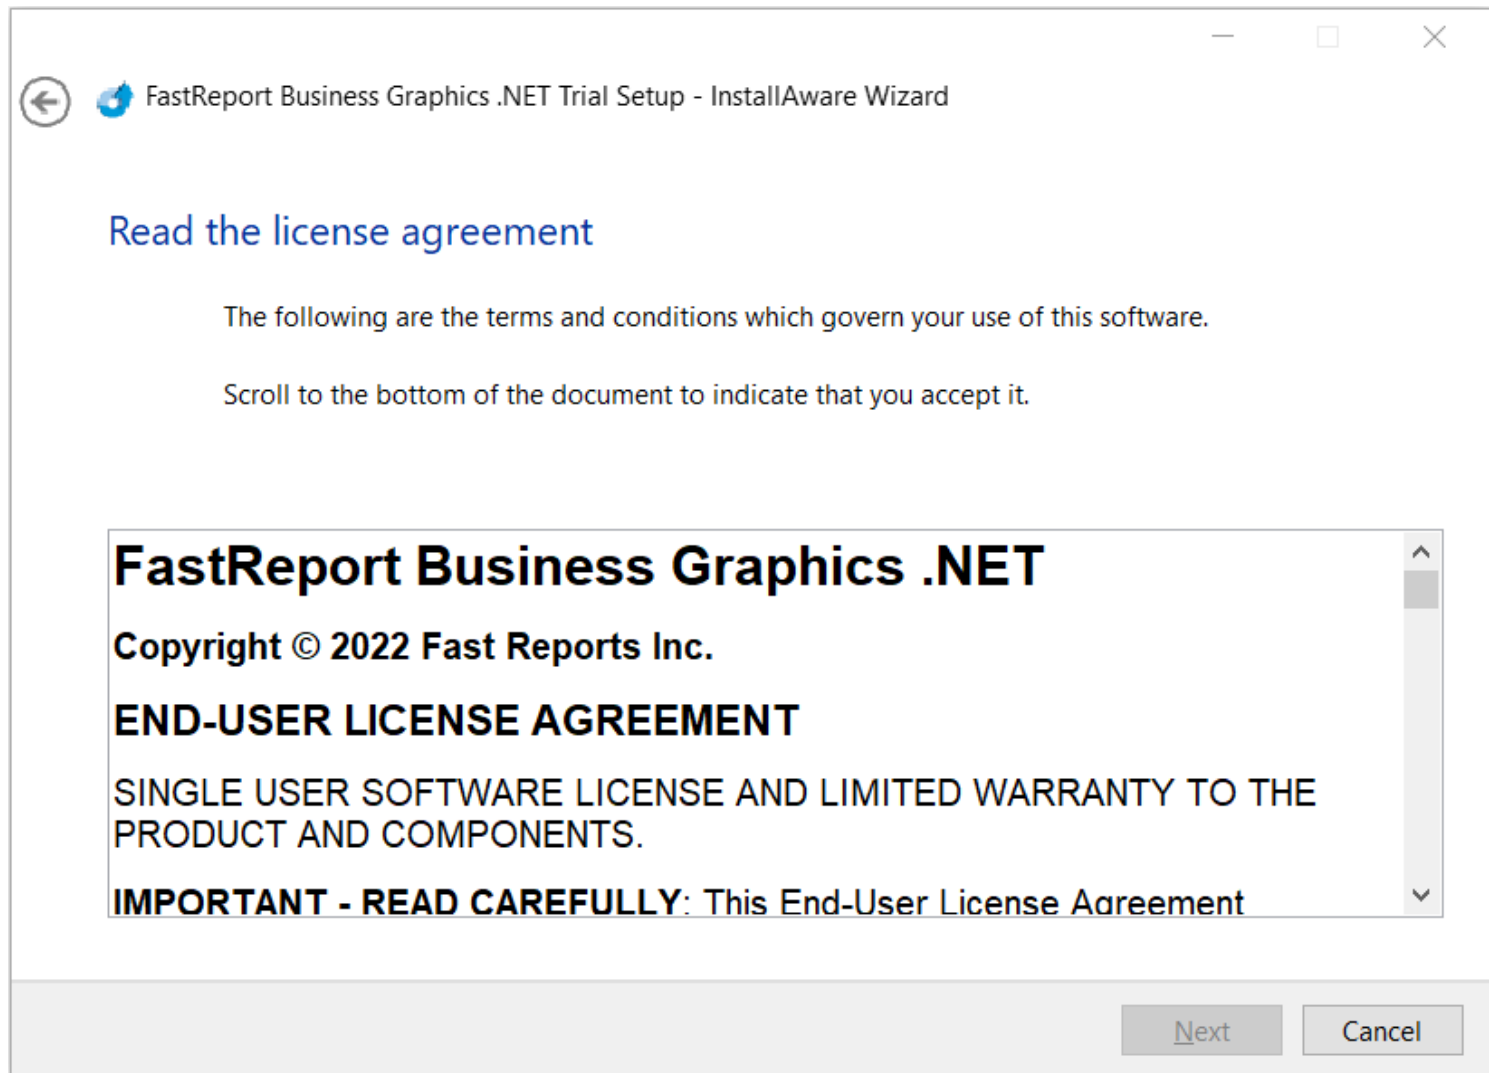 FastReport Business Graphics .NET Trial Setup - InstallAware Wizard
Read the license agreement
The following are the terms and conditions which govern your use of this software.
Scroll to the bottom of the document to indicate that you accept it.
FastReport Business Graphics .NET
Copyright © 2022 Fast Reports Inc.
END-USER LICENSE AGREEMENT
SINGLE USER SOFTWARE LICENSE AND LIMITED WARRANTY TO THE
PRODUCT AND COMPONENTS.
IMPORTANT - READ CAREFULLY: This End-User License Agreement
Next
Cancel